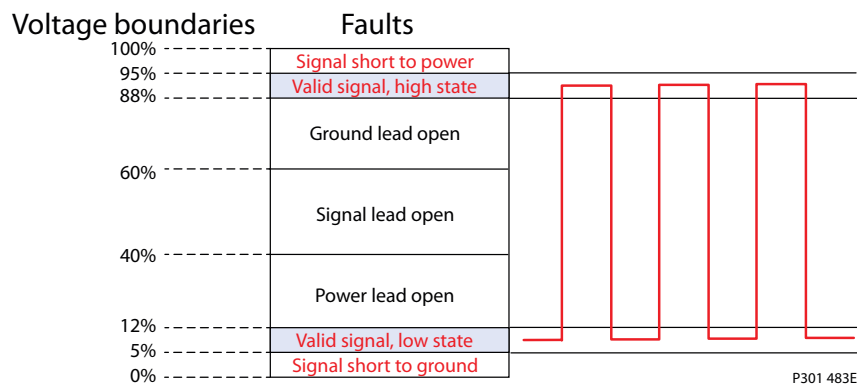 Voltage boundaries Faults
100%
Signal short to power
95%
Valid signal, high state
88%
Ground lead open
60%
Signal lead open
40%
Power lead open
12%
Valid signal, low state
5%
Signal short to ground
0%
P301 483E